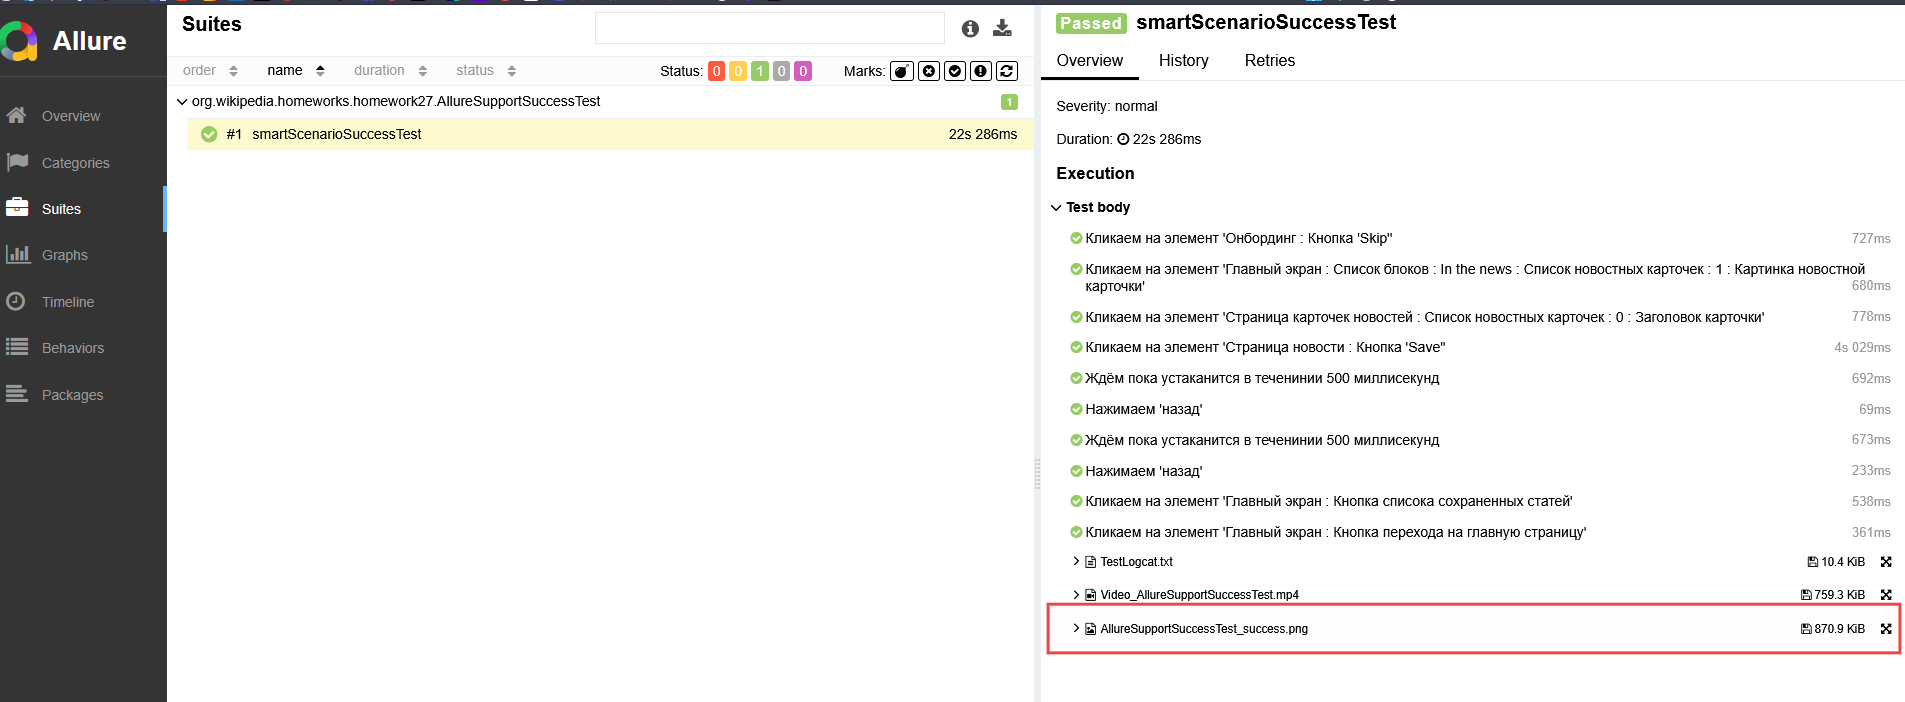 Allure
Overview
Categories
Suites
Graphs
Timeline
Behaviors
Packages
Suites
order name duration status Status: 0 0 1 0 0 Marks:
org.wikipedia.homeworks.homework27.AllureSupportSuccessTest 1
#1 smartScenarioSuccessTest 22s 286ms
Passed smartScenarioSuccessTest
Overview History Retries
Severity: normal
Duration: 22s 286ms
Execution
Test body
Кликаем на элемент 'Онбординг : Кнопка 'Skip'' 727ms
Кликаем на элемент 'Главный экран : Список блоков : In the news : Список новостных карточек : 1 : Картинка новостной
карточки' 680ms
Кликаем на элемент 'Страница карточек новостей : Список новостных карточек : 0 : Заголовок карточки' 778ms
Кликаем на элемент 'Страница новости : Кнопка 'Save'' 4s 029ms
Ждём пока устаканится в течениниии 500 миллисекунд 692ms
Нажимаем 'назад' 69ms
Ждём пока устаканится в теченинии 500 миллисекунд 673ms
Нажимаем 'назад' 233ms
Кликаем на элемент 'Главный экран : Кнопка списока сохраненных статей' 538ms
Кликаем на элемент 'Главный экран : Кнопка перехода на главную страницу' 361ms
TestLogcat.txt 10.4 KiB
Video_AllureSupportSuccessTest.mp4 759.3 KiB
AllureSupportSuccessTest_success.png 870.9 KiB